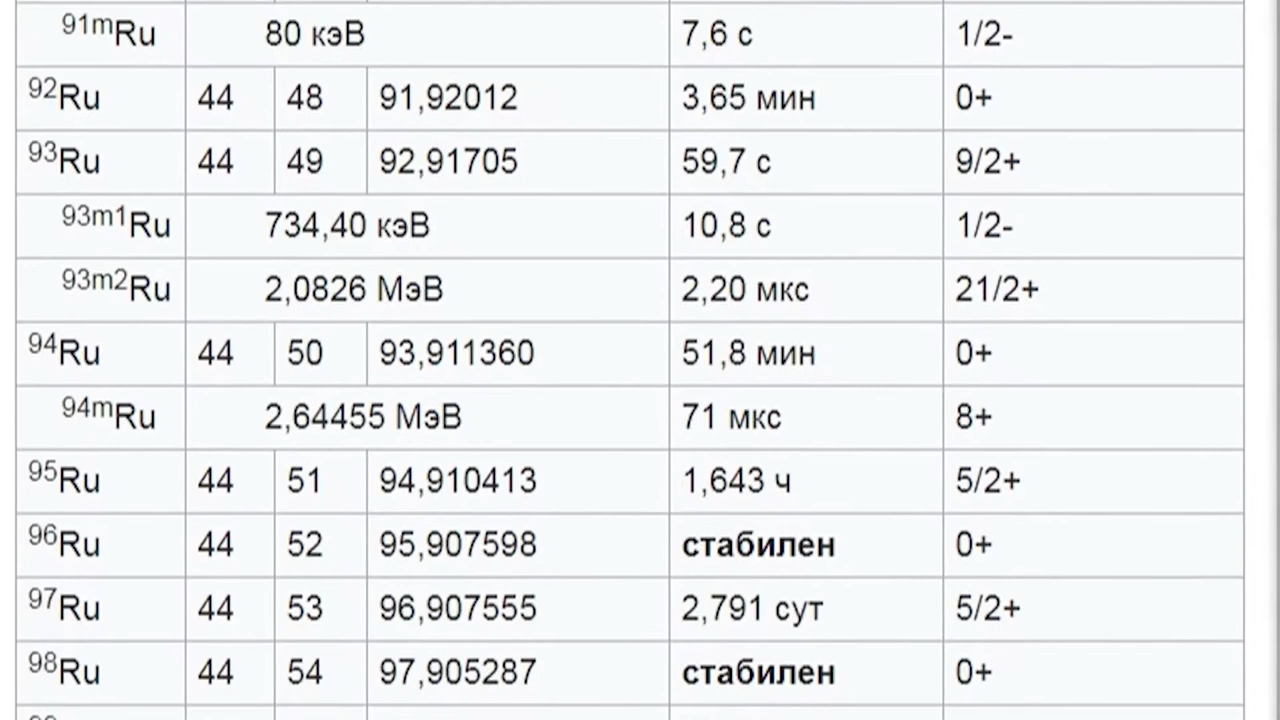 91mRu 80 кэВ 7,6 с 1/2-
92Ru 44 48 91,92012 3,65 мин 0+
93Ru 44 49 92,91705 59,7 с 9/2+
93m1Ru 734,40 кэВ 10,8 с 1/2-
93m2Ru 2,0826 МэВ 2,20 мкс 21/2+
94Ru 44 50 93,911360 51,8 мин 0+
94mRu 2,64455 МэВ 71 мкс 8+
95Ru 44 51 94,910413 1,643 ч 5/2+
96Ru 44 52 95,907598 стабилен 0+
97Ru 44 53 96,907555 2,791 сут 5/2+
98Ru 44 54 97,905287 стабилен 0+